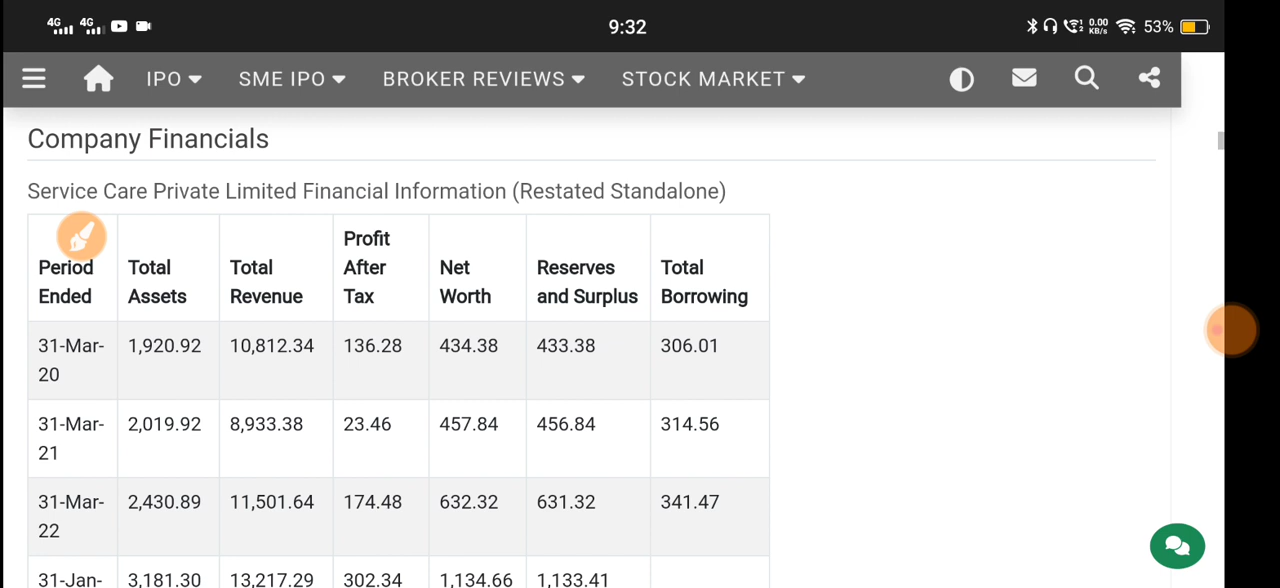 4G 4G 9:32 0.00 KB/s 53%
IPO SME IPO BROKER REVIEWS STOCK MARKET
Company Financials
Service Care Private Limited Financial Information (Restated Standalone)
Period Ended Total Assets Total Revenue Profit After Tax Net Worth Reserves and Surplus Total Borrowing
31-Mar-20 1,920.92 10,812.34 136.28 434.38 433.38 306.01
31-Mar-21 2,019.92 8,933.38 23.46 457.84 456.84 314.56
31-Mar-22 2,430.89 11,501.64 174.48 632.32 631.32 341.47
31-Jan- 3,181.30 13,217.29 302.34 1,134.66 1,133.41